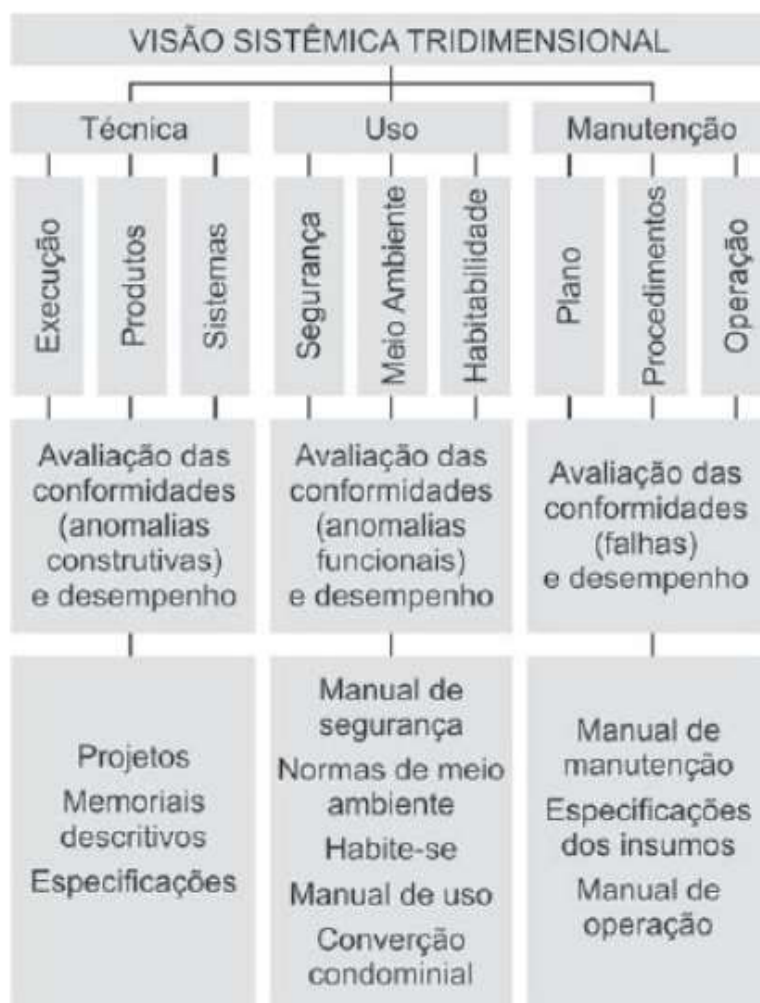 VISÃO SISTÊMICA TRIDIMENSIONAL
Técnica
Uso
Manutenção
Execução
Produtos
Sistemas
Segurança
Meio Ambiente
Habitabilidade
Plano
Procedimentos
Operação
Avaliação das
conformidades
(anomalias
construtivas)
e desempenho
Avaliação das
conformidades
(anomalias
funcionais)
e desempenho
Avaliação das
conformidades
(falhas)
e desempenho
Projetos
Memoriais
descritivos
Especificações
Manual de
segurança
Normas de meio
ambiente
Habite-se
Manual de uso
Converção
condominial
Manual de
manutenção
Especificações
dos insumos
Manual de
operação